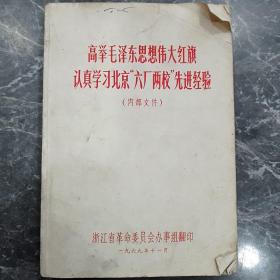 高举毛泽东思想伟大红旗
认真学习北京“六厂两校”先进经验
（内部文件）
浙江省革命委员会办事组翻印
一九六九年十一月